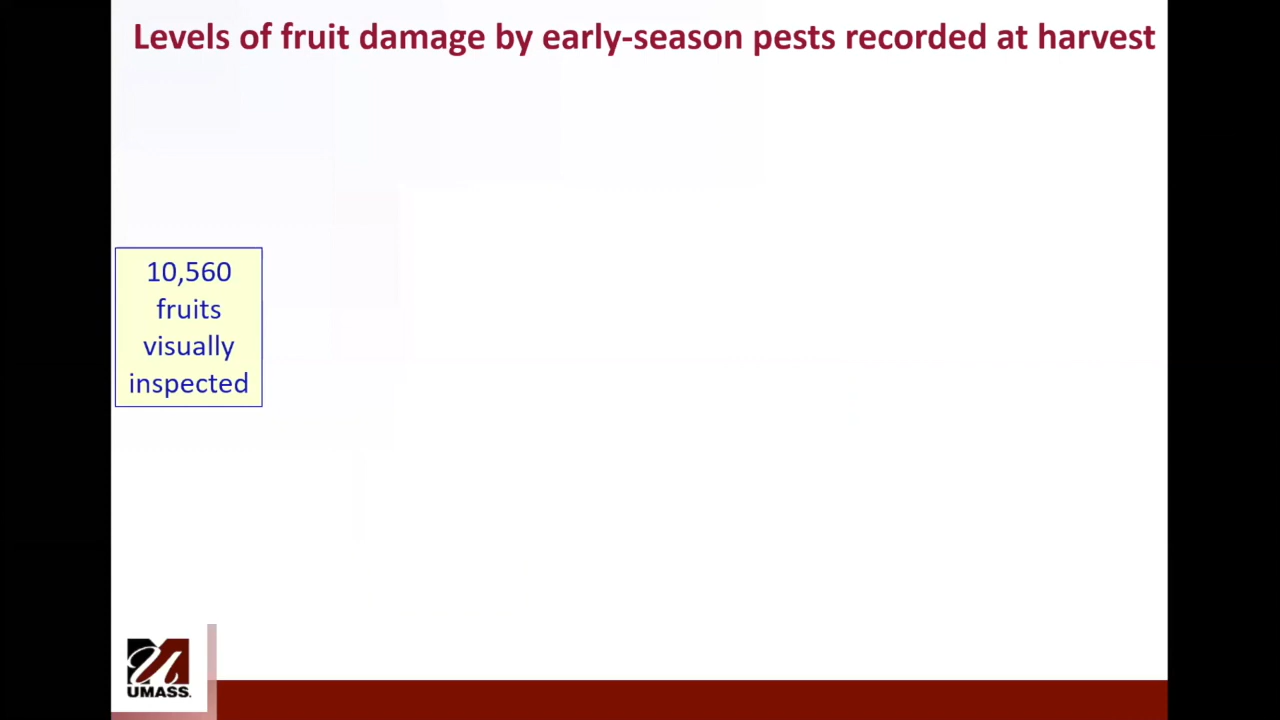 Levels of fruit damage by early-season pests recorded at harvest
10,560
fruits
visually
inspected
UMASS.